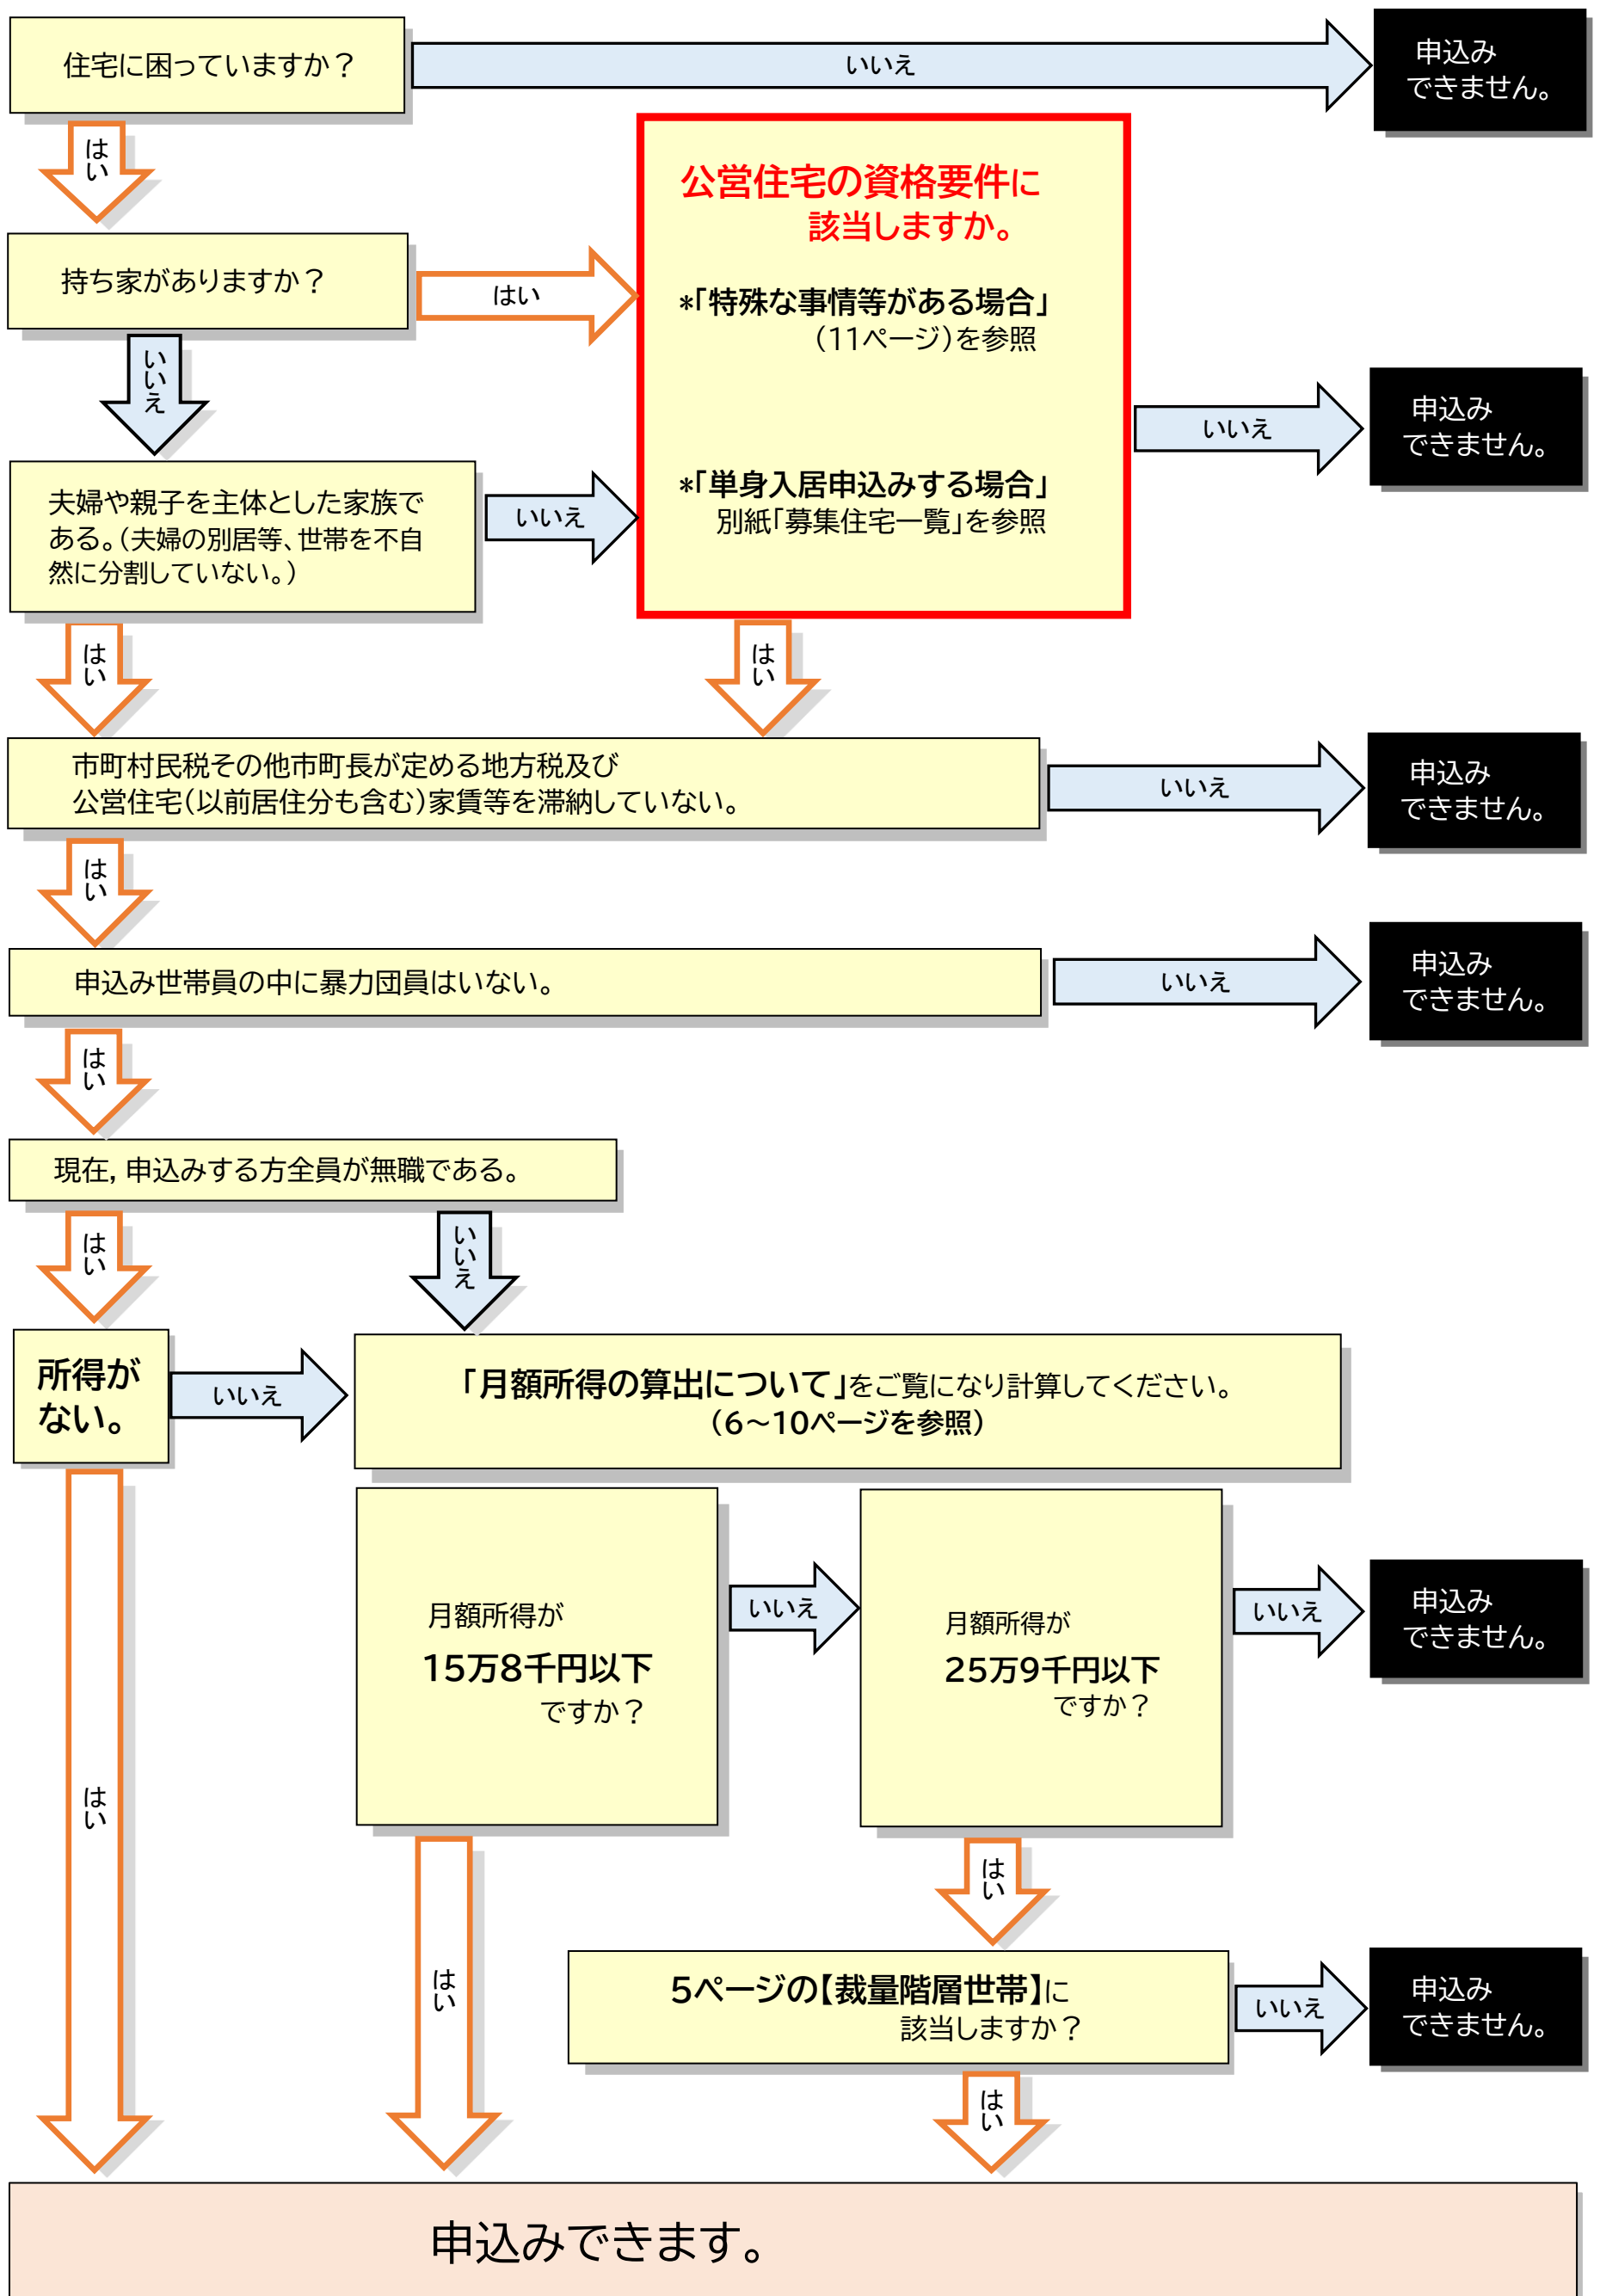 住宅に困っていますか？
いいえ
申込み
できません。
はい
公営住宅の資格要件に
該当しますか。
持ち家がありますか？
はい
*「特殊な事情等がある場合」
（11ページ）を参照
いいえ
いいえ
申込み
できません。
夫婦や親子を主体とした家族で
ある。（夫婦の別居等、世帯を不自
然に分割していない。）
いいえ
*「単身入居申込みする場合」
別紙「募集住宅一覧」を参照
はい
はい
市町村民税その他市町長が定める地方税及び
公営住宅（以前居住分も含む）家賃等を滞納していない。
いいえ
申込み
できません。
はい
申込み世帯員の中に暴力団員はいない。
いいえ
申込み
できません。
はい
現在，申込みする方全員が無職である。
はい
いいえ
所得が
ない。
いいえ
「月額所得の算出について」をご覧になり計算してください。
（6～10ページを参照）
月額所得が
15万8千円以下
ですか？
いいえ
月額所得が
25万9千円以下
ですか？
いいえ
申込み
できません。
はい
はい
はい
5ページの【裁量階層世帯】に
該当しますか？
いいえ
申込み
できません。
はい
申込みできます。